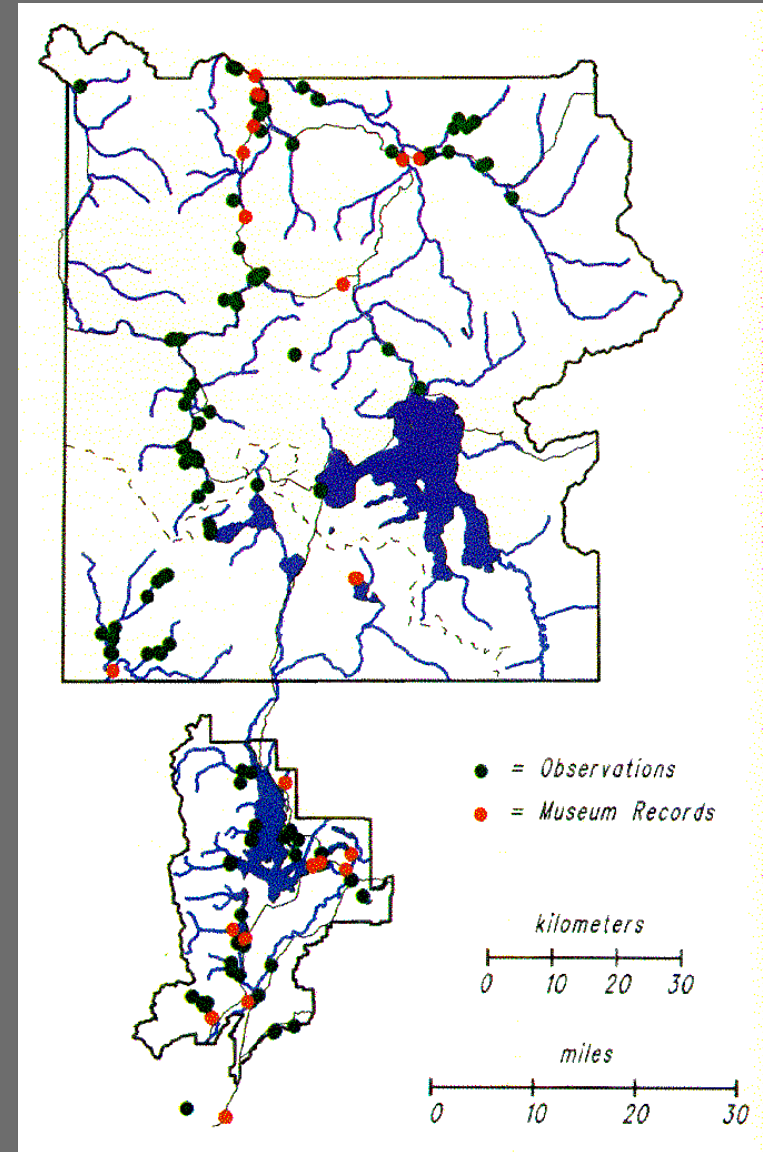 = Observations
= Museum Records
kilometers
0 10 20 30
miles
0 10 20 30